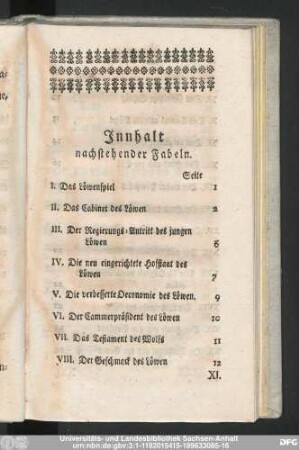 Innhalt
nachstehender Fabeln.
Seite
I. Das Löwenspiel 1
II. Das Cabinet des Löwen 2
III. Der Regierungs-Antritt des jungen
Löwen 6
IV. Die neu eingerichtete Hofstaat des
Löwen 7
V. Die verbesserte Oeconomie des Löwen. 9
VI. Der Cammerpräsident des Löwen 10
VII. Das Testament des Wolfs 11
VIII. Der Geschmack des Löwen 12
XI.
Universitäts- und Landesbibliothek Sachsen-Anhalt
urn:nbn:de:gbv:3:1-1192015415-189633085-16
DFG